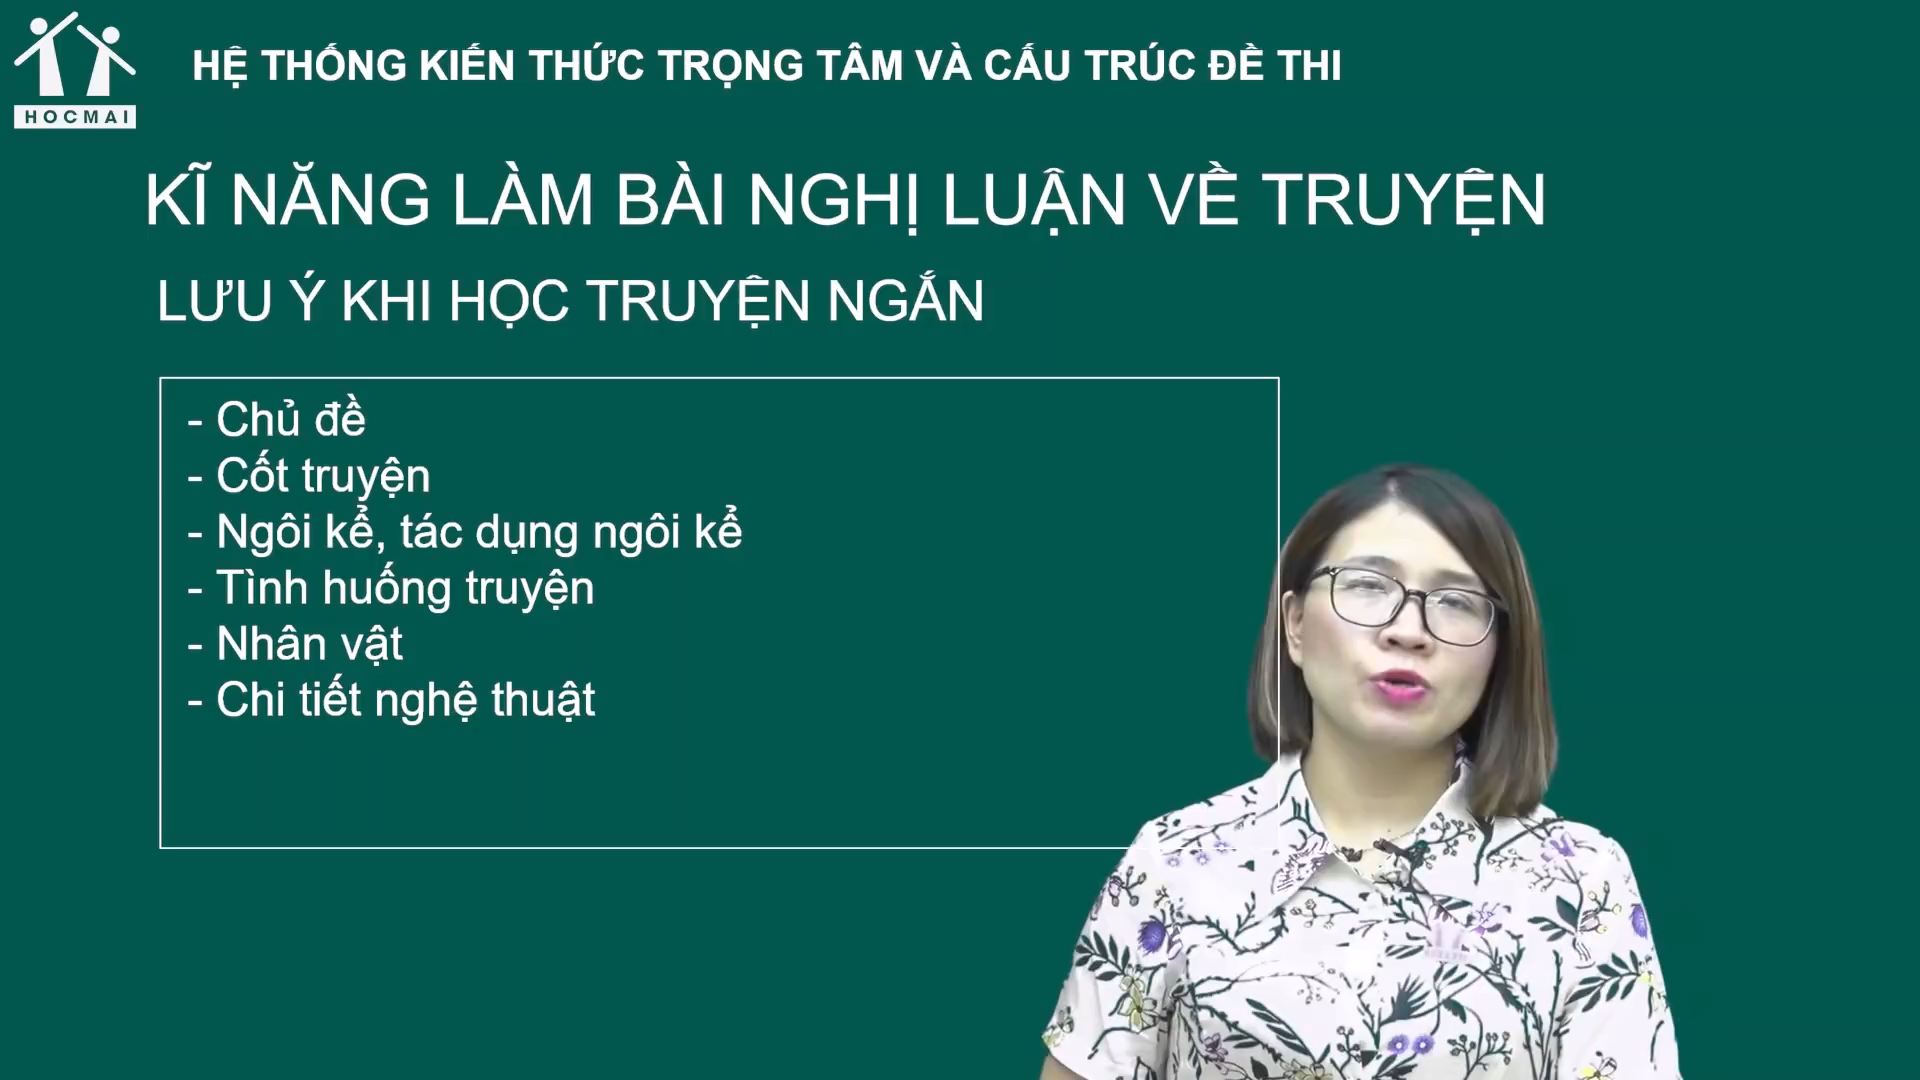 HOCMAI
HỆ THỐNG KIẾN THỨC TRỌNG TÂM VÀ CẤU TRÚC ĐỀ THI
KĨ NĂNG LÀM BÀI NGHỊ LUẬN VỀ TRUYỆN
LƯU Ý KHI HỌC TRUYỆN NGẮN
- Chủ đề
- Cốt truyện
- Ngôi kể, tác dụng ngôi kể
- Tình huống truyện
- Nhân vật
- Chi tiết nghệ thuật